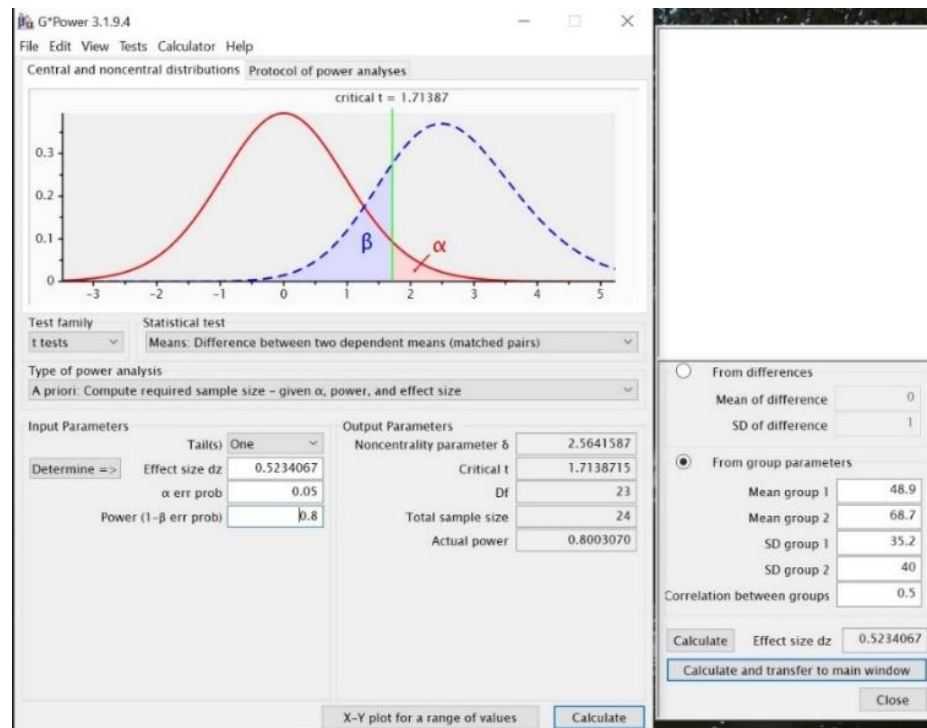 βα G*Power 3.1.9.4
File Edit View Tests Calculator Help
Central and noncentral distributions Protocol of power analyses
critical t = 1.71387
0.3
0.2
0.1
0
β
α
-3 -2 -1 0 1 2 3 4 5
Test family
t tests
Statistical test
Means: Difference between two dependent means (matched pairs)
Type of power analysis
A priori: Compute required sample size - given α, power, and effect size
Input Parameters
Tail(s) One
Determine => Effect size dz 0.5234067
α err prob 0.05
Power (1-β err prob) 0.8
Output Parameters
Noncentrality parameter δ 2.5641587
Critical t 1.7138715
Df 23
Total sample size 24
Actual power 0.8003070
X-Y plot for a range of values Calculate
From differences
Mean of difference 0
SD of difference 1
From group parameters
Mean group 1 48.9
Mean group 2 68.7
SD group 1 35.2
SD group 2 40
Correlation between groups 0.5
Calculate Effect size dz 0.5234067
Calculate and transfer to main window
Close